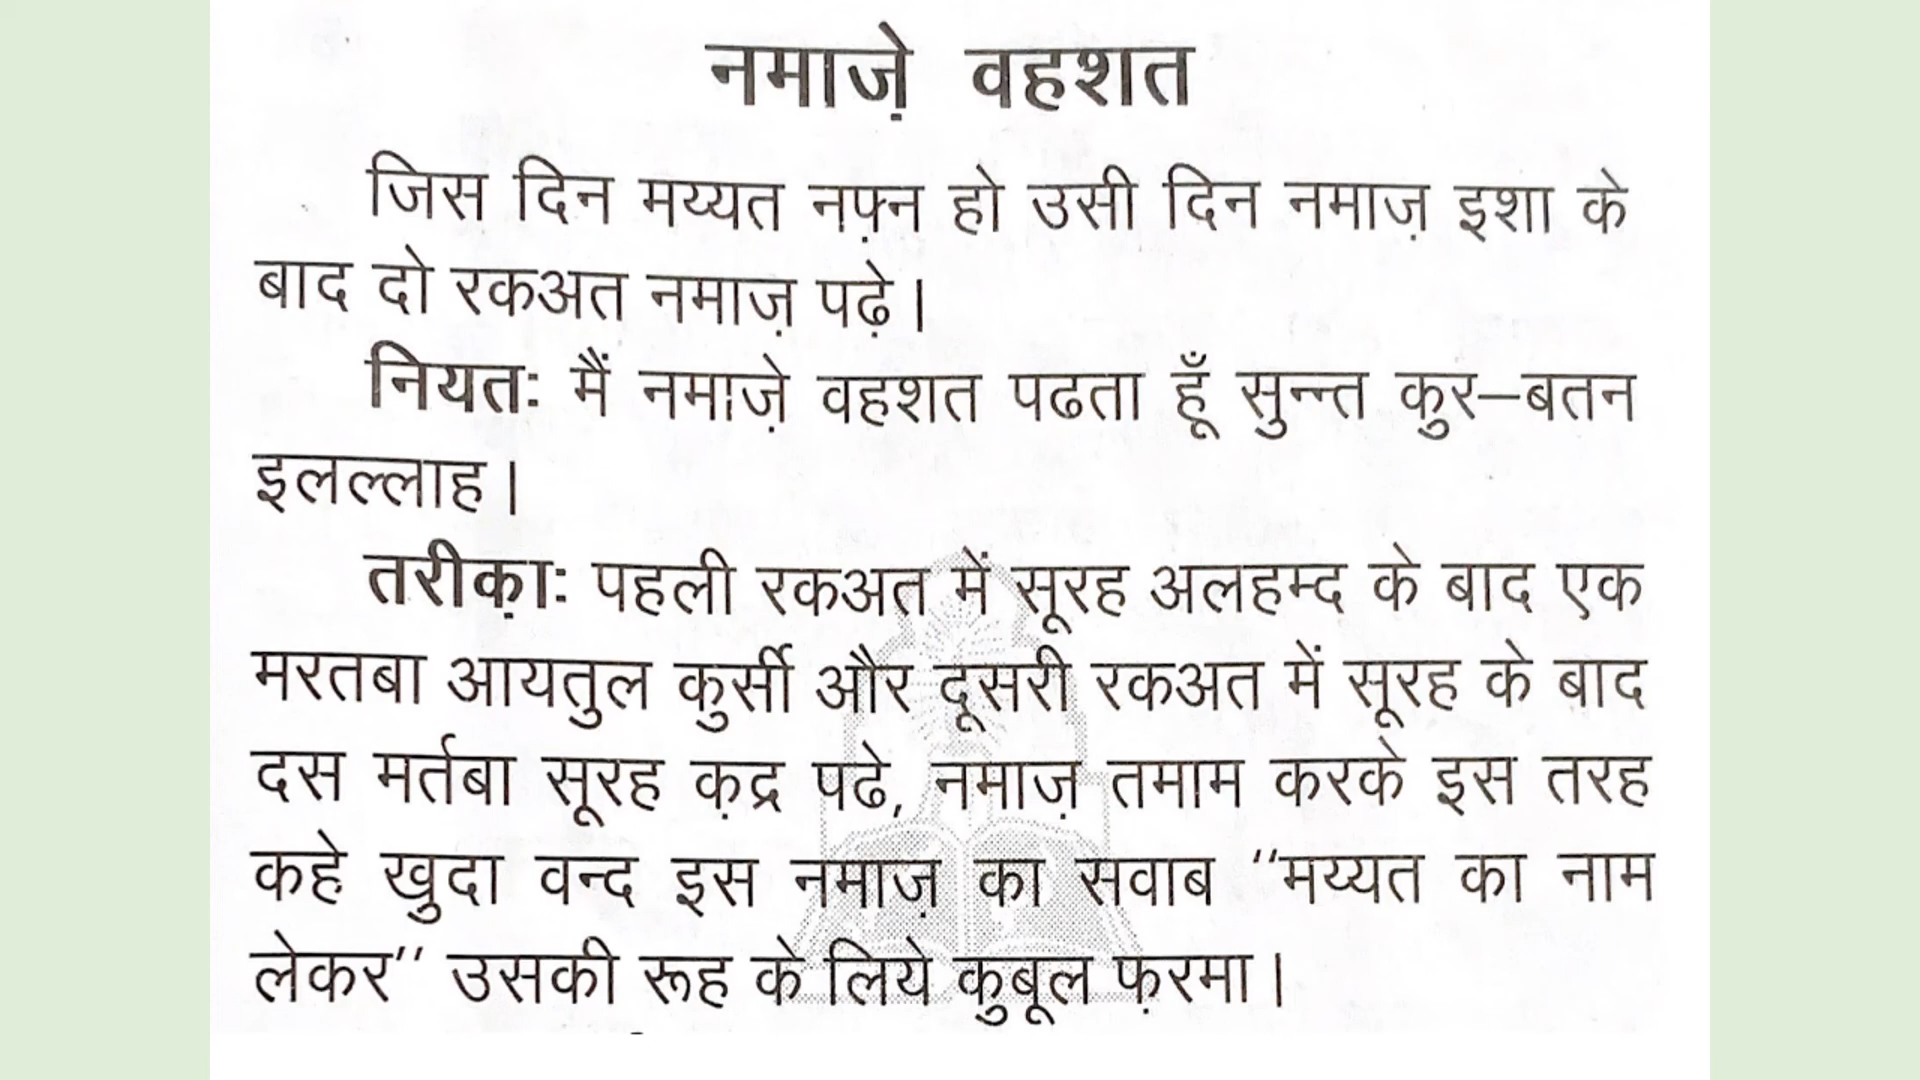 नमाज़े वहशत
जिस दिन मय्यत नफ़्न हो उसी दिन नमाज़ इशा के
बाद दो रकअत नमाज़ पढ़े।
नियतः मैं नमाज़े वहशत पढता हूँ सुन्न्त कुर–बतन
इलल्लाह।
तरीक़ाः पहली रकअत में सूरह अलहम्द के बाद एक
मरतबा आयतुल कुर्सी और दूसरी रकअत में सूरह के बाद
दस मर्तबा सूरह क़द्र पढे, नमाज़ तमाम करके इस तरह
कहे खुदा वन्द इस नमाज़ का सवाब "मय्यत का नाम
लेकर" उसकी रूह के लिये कुबूल फ़रमा।